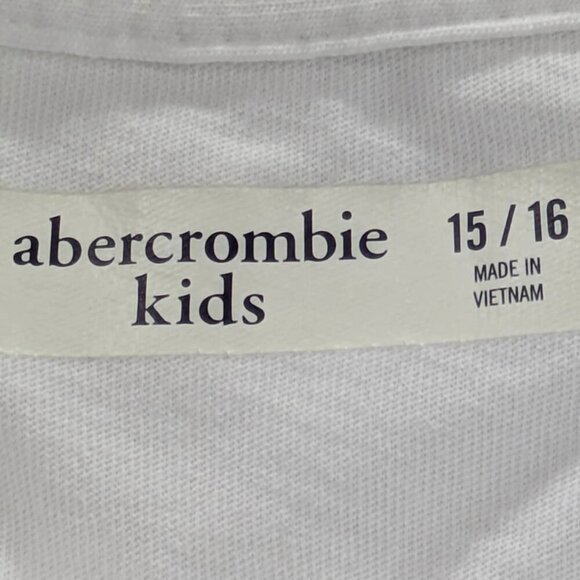 abercrombie
kids
15 / 16
MADE IN
VIETNAM